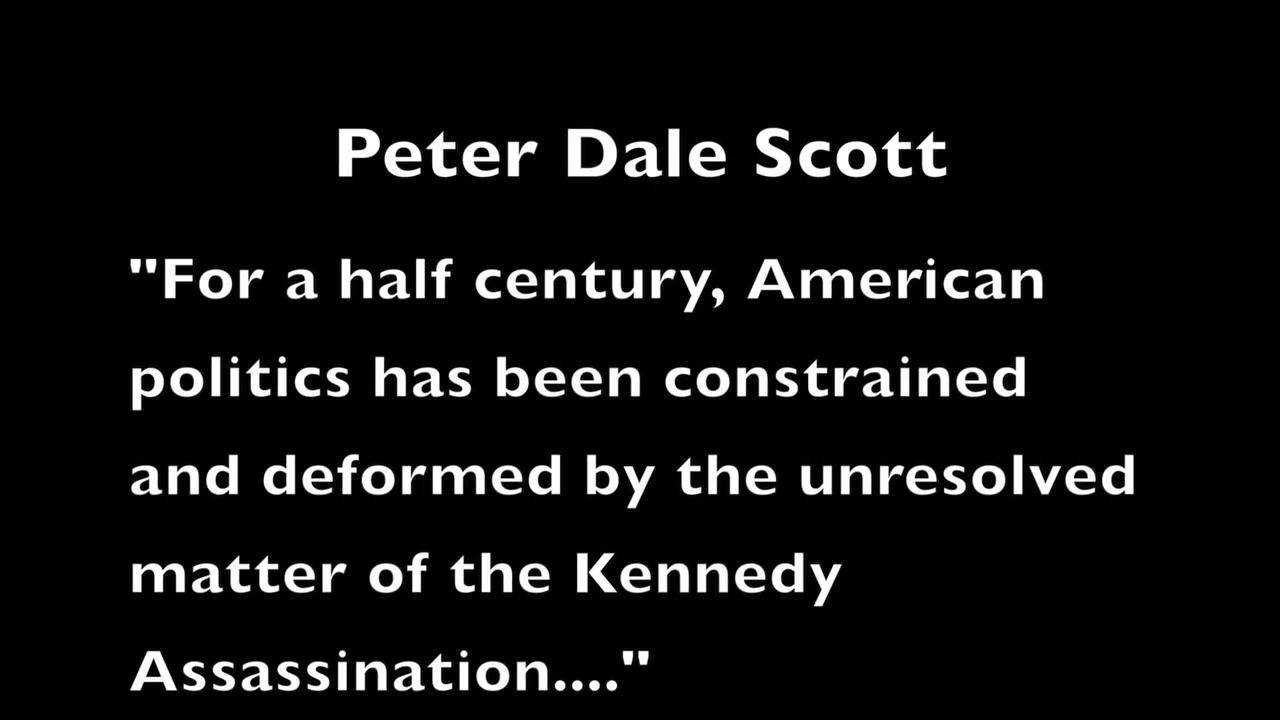 Peter Dale Scott
"For a half century, American
politics has been constrained
and deformed by the unresolved
matter of the Kennedy
Assassination...."